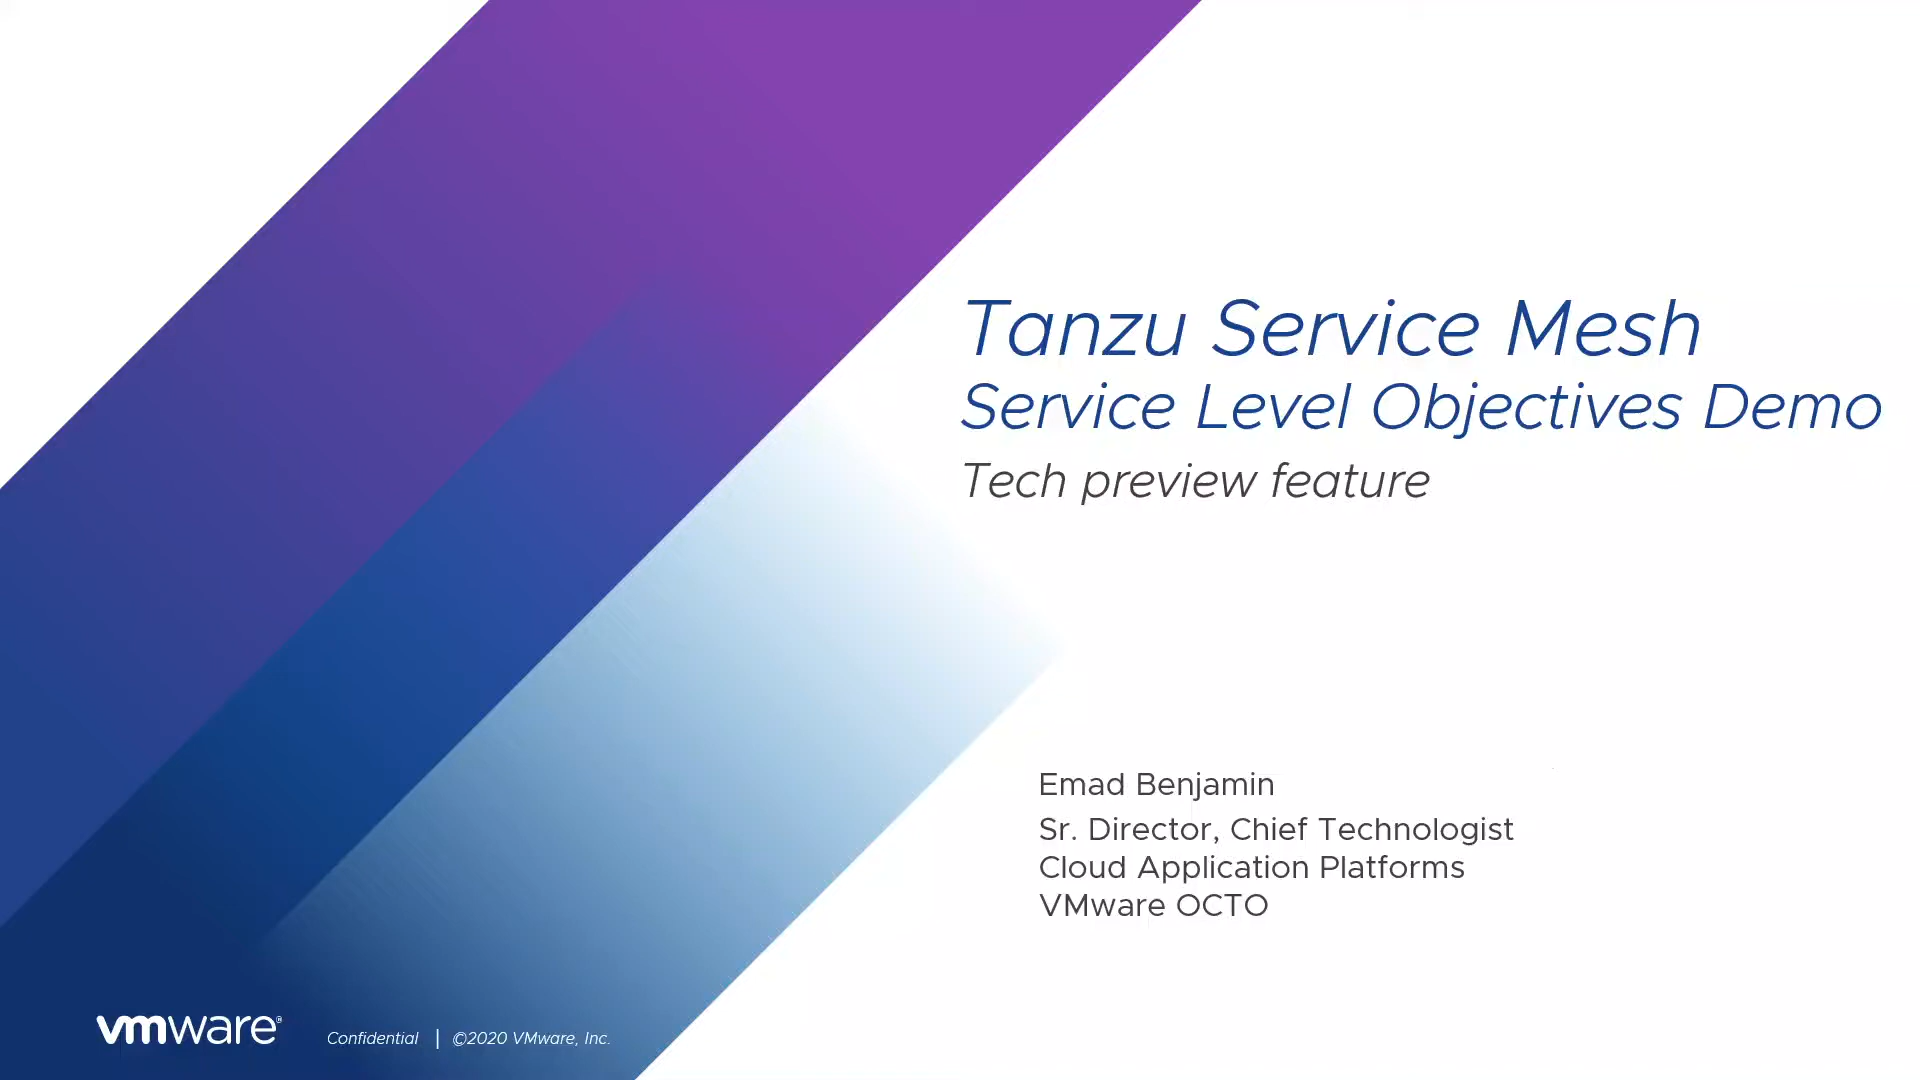 Tanzu Service Mesh
Service Level Objectives Demo
Tech preview feature
Emad Benjamin
Sr. Director, Chief Technologist
Cloud Application Platforms
VMware OCTO
vmware®
Confidential | ©2020 VMware, Inc.